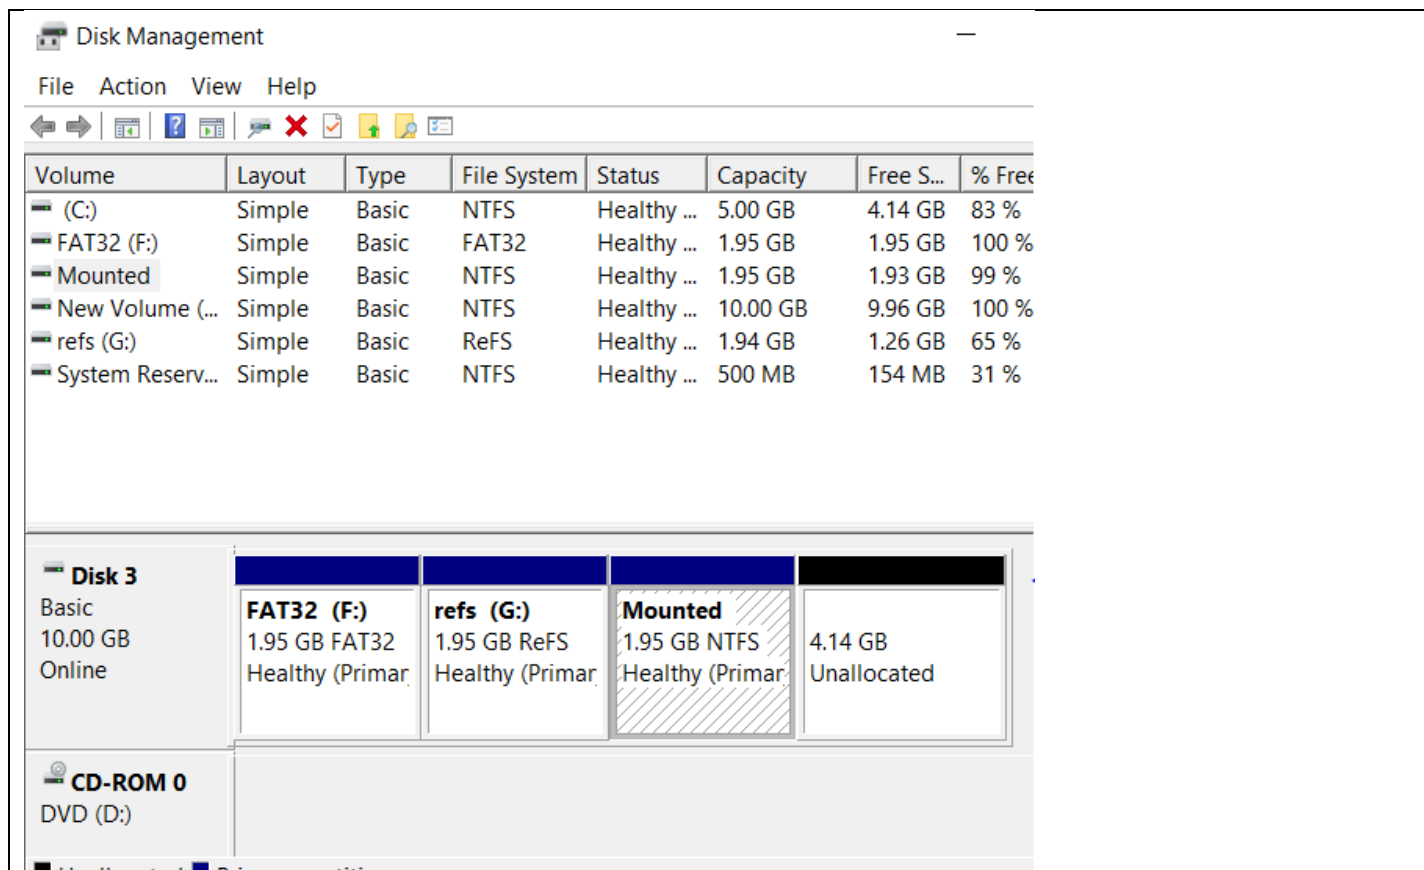 Disk Management
File Action View Help
Volume Layout Type File System Status Capacity Free S... % Free
(C:) Simple Basic NTFS Healthy ... 5.00 GB 4.14 GB 83 %
FAT32 (F:) Simple Basic FAT32 Healthy ... 1.95 GB 1.95 GB 100 %
Mounted Simple Basic NTFS Healthy ... 1.95 GB 1.93 GB 99 %
New Volume (... Simple Basic NTFS Healthy ... 10.00 GB 9.96 GB 100 %
refs (G:) Simple Basic ReFS Healthy ... 1.94 GB 1.26 GB 65 %
System Reserv... Simple Basic NTFS Healthy ... 500 MB 154 MB 31 %
Disk 3
Basic
10.00 GB
Online
FAT32 (F:)
1.95 GB FAT32
Healthy (Primar
refs (G:)
1.95 GB ReFS
Healthy (Primar
Mounted
1.95 GB NTFS
Healthy (Primar
4.14 GB
Unallocated
CD-ROM 0
DVD (D:)